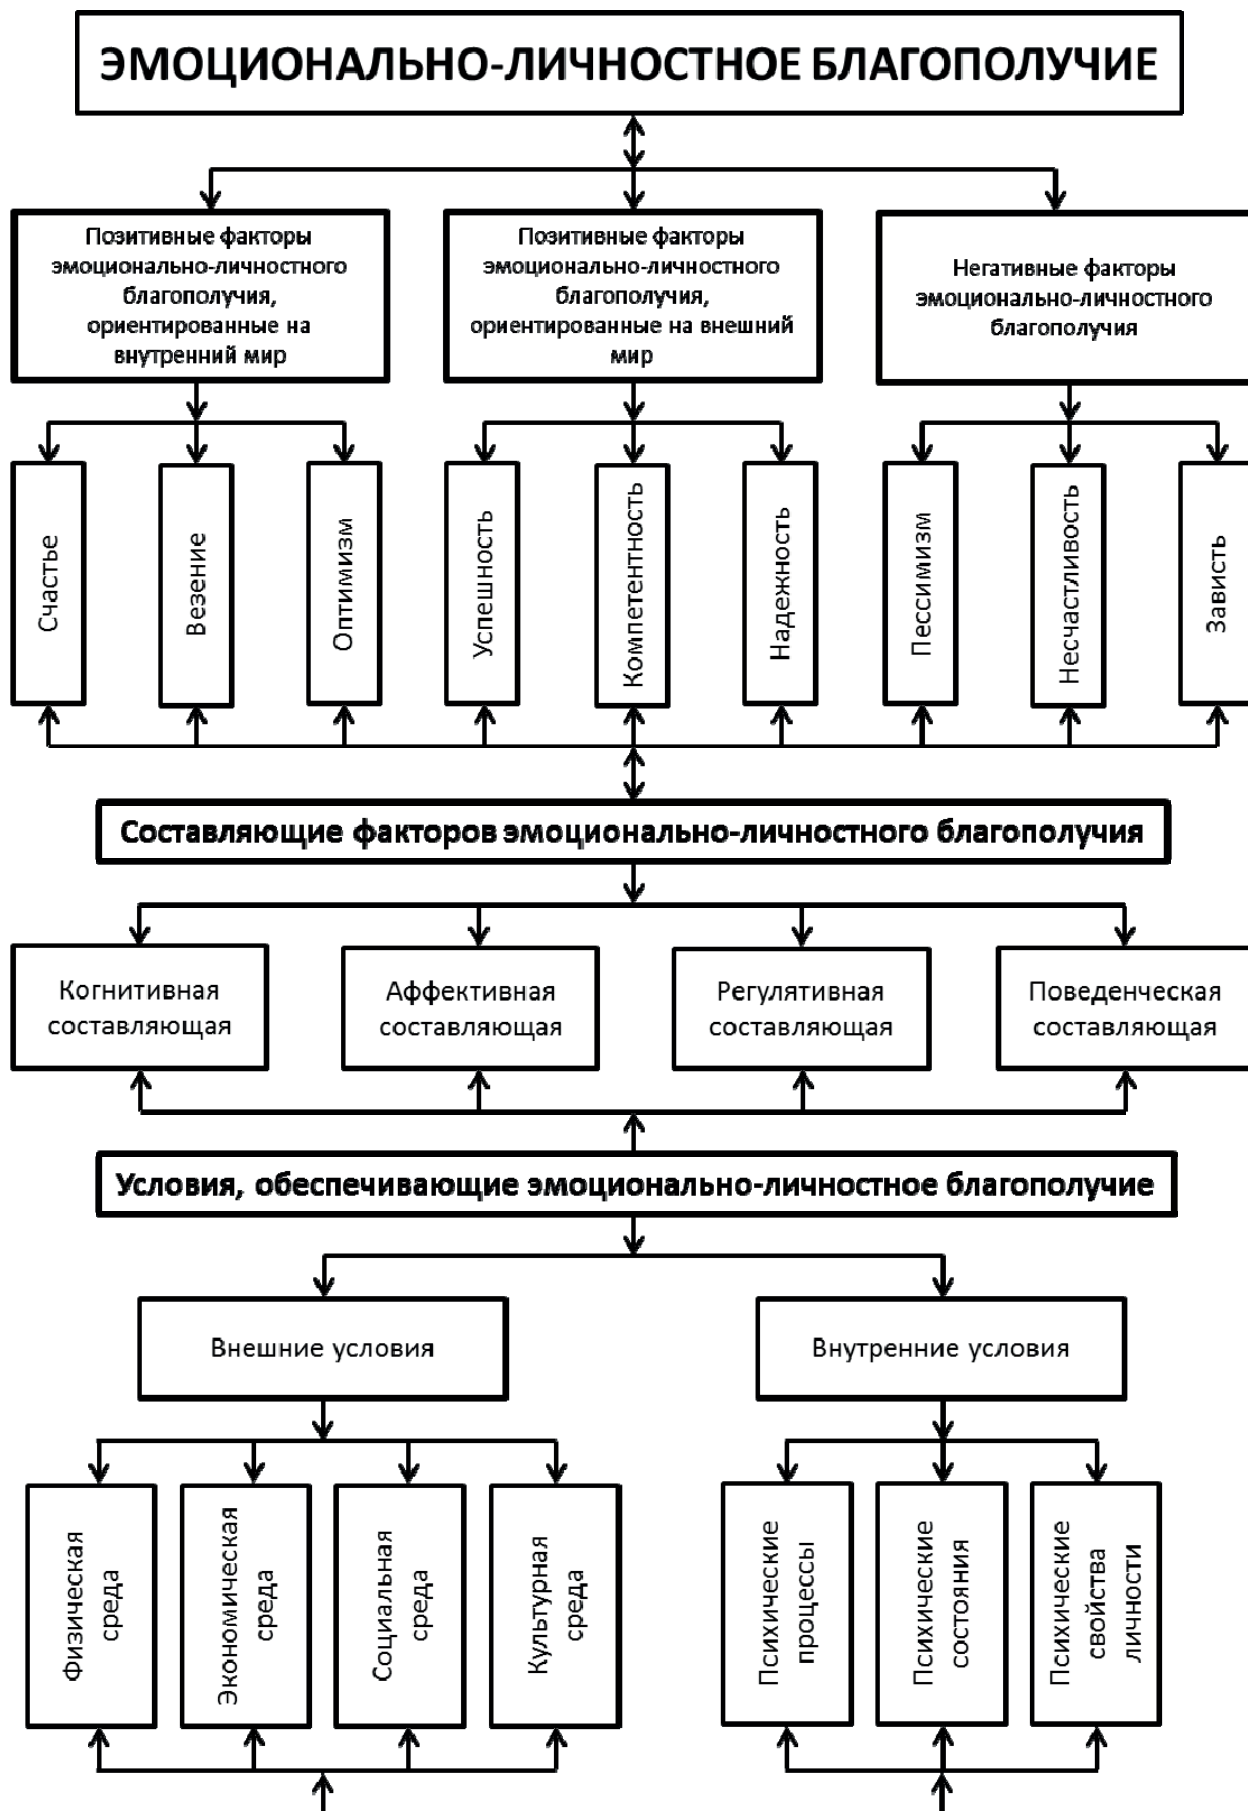 ЭМОЦИОНАЛЬНО-ЛИЧНОСТНОЕ БЛАГОПОЛУЧИЕ
Позитивные факторы
эмоционально-личностного
благополучия,
ориентированные на
внутренний мир
Позитивные факторы
эмоционально-личностного
благополучия,
ориентированные на внешний
мир
Негативные факторы
эмоционально-личностного
благополучия
Счастье
Везение
Оптимизм
Успешность
Компетентность
Надежность
Пессимизм
Несчастливость
Зависть
Составляющие факторов эмоционально-личностного благополучия
Когнитивная
составляющая
Аффективная
составляющая
Регулятивная
составляющая
Поведенческая
составляющая
Условия, обеспечивающие эмоционально-личностное благополучие
Внешние условия
Внутренние условия
Физическая
среда
Экономическая
среда
Социальная
среда
Культурная
среда
Психические
процессы
Психические
состояния
Психические
свойства
личности